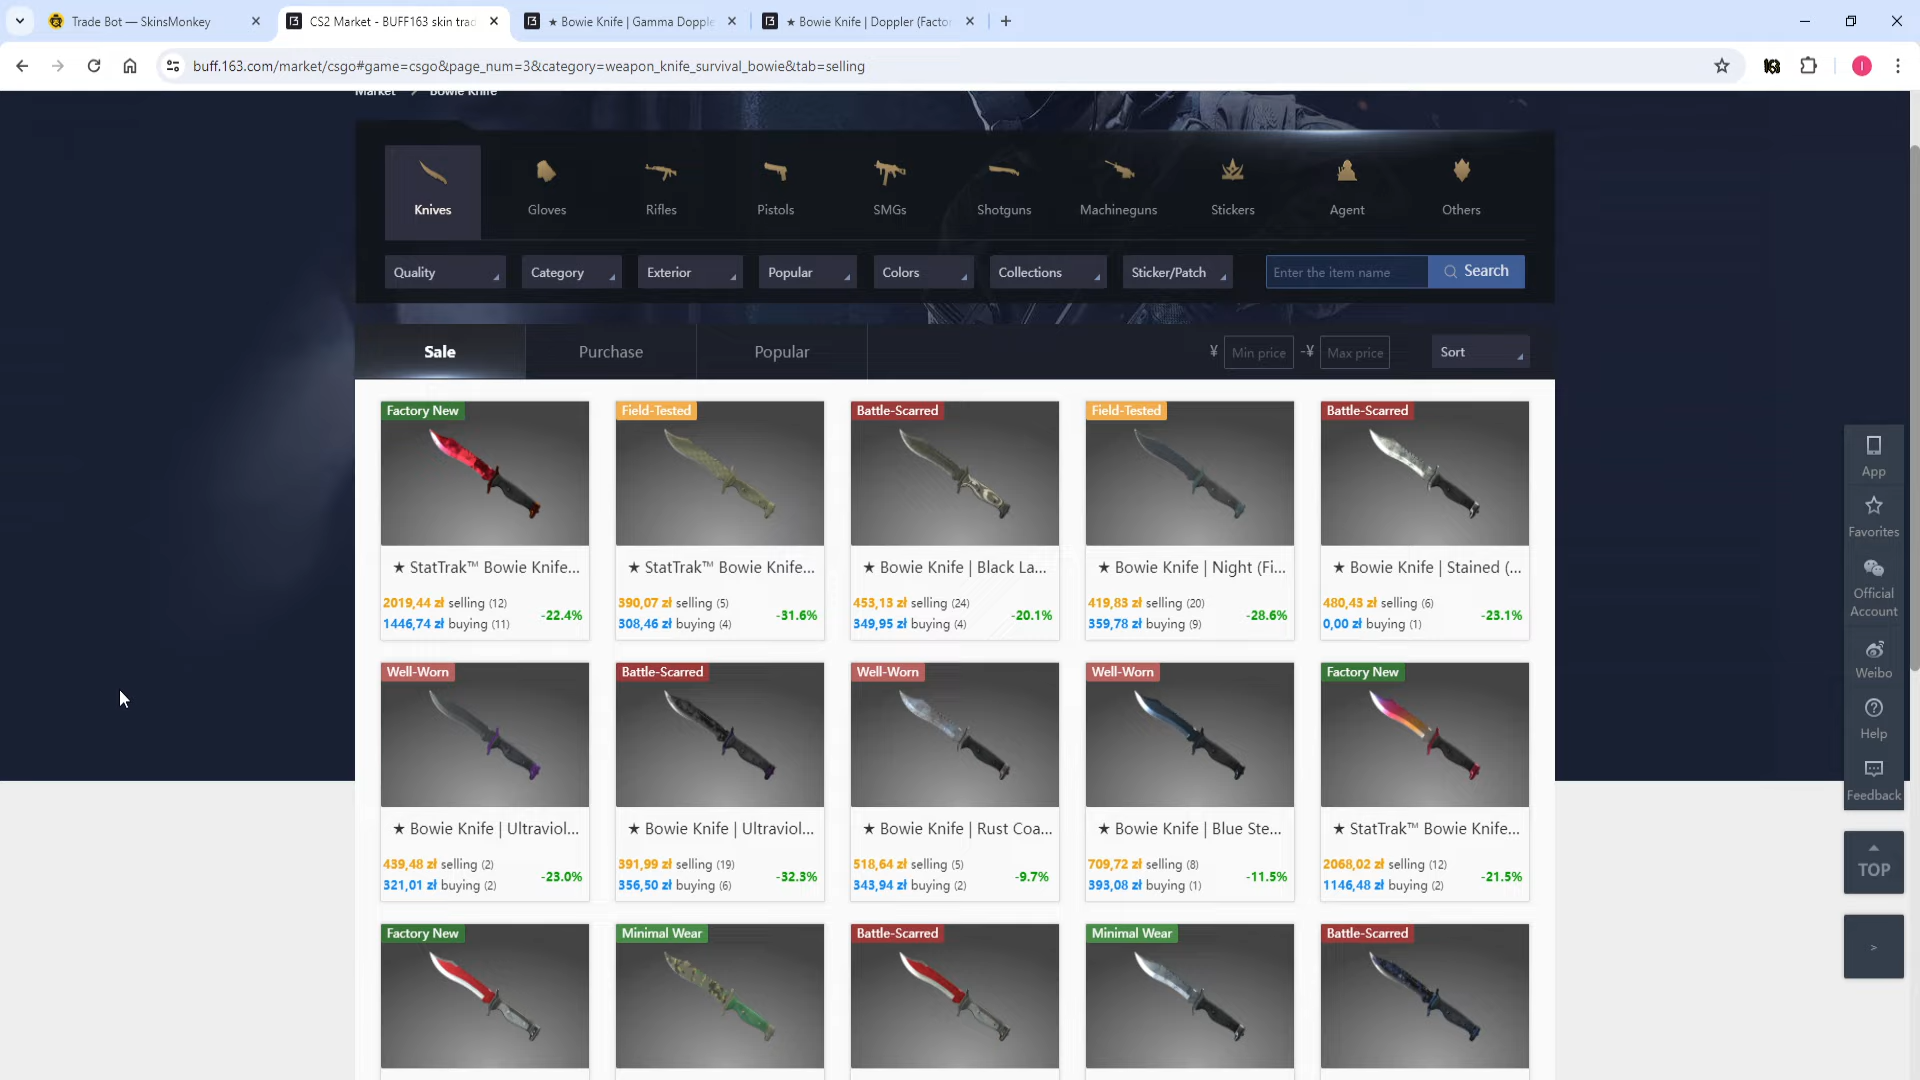 Trade Bot — SkinsMonkey
CS2 Market - BUFF163 skin trac
★ Bowie Knife | Gamma Dopple
★ Bowie Knife | Doppler (Factor
buff.163.com/market/csgo#game=csgo&page_num=3&category=weapon_knife_survival_bowie&tab=selling
Market > Bowie Knife
Knives
Gloves
Rifles
Pistols
SMGs
Shotguns
Machineguns
Stickers
Agent
Others
Quality
Category
Exterior
Popular
Colors
Collections
Sticker/Patch
Enter the item name
Search
Sale
Purchase
Popular
¥ Min price -¥ Max price
Sort
Factory New
★ StatTrak™ Bowie Knife...
2019,44 zł selling (12)
1446,74 zł buying (11)
-22.4%
Field-Tested
★ StatTrak™ Bowie Knife...
390,07 zł selling (5)
308,46 zł buying (4)
-31.6%
Battle-Scarred
★ Bowie Knife | Black La...
453,13 zł selling (24)
349,95 zł buying (4)
-20.1%
Field-Tested
★ Bowie Knife | Night (Fi...
419,83 zł selling (20)
359,78 zł buying (9)
-28.6%
Battle-Scarred
★ Bowie Knife | Stained (...
480,43 zł selling (6)
0,00 zł buying (1)
-23.1%
Well-Worn
★ Bowie Knife | Ultraviol...
439,48 zł selling (2)
321,01 zł buying (2)
-23.0%
Battle-Scarred
★ Bowie Knife | Ultraviol...
391,99 zł selling (19)
356,50 zł buying (6)
-32.3%
Well-Worn
★ Bowie Knife | Rust Coa...
518,64 zł selling (5)
343,94 zł buying (2)
-9.7%
Well-Worn
★ Bowie Knife | Blue Ste...
709,72 zł selling (8)
393,08 zł buying (1)
-11.5%
Factory New
★ StatTrak™ Bowie Knife...
2068,02 zł selling (12)
1146,48 zł buying (2)
-21.5%
Factory New
Minimal Wear
Battle-Scarred
Minimal Wear
Battle-Scarred
App
Favorites
Official
Account
Weibo
Help
Feedback
TOP
>
I